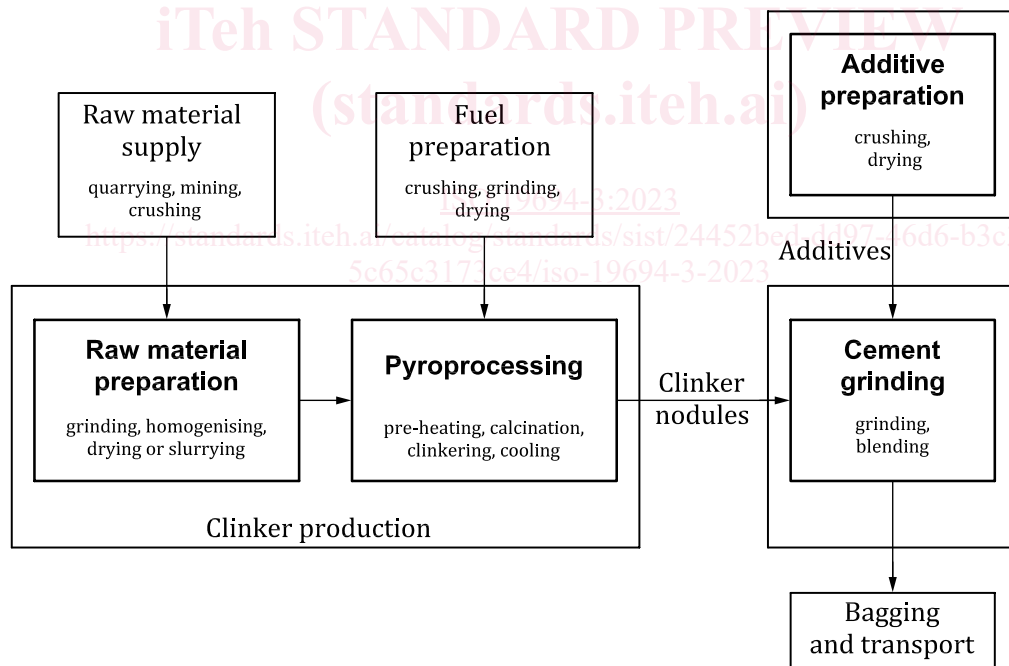 iTeh STANDARD PREVIEW
(standards.iteh.ai)
Raw material
supply
quarrying, mining,
crushing
Fuel
preparation
crushing, grinding,
drying
Additive
preparation
crushing,
drying
ISO 19694-3:2023
https://standards.iteh.ai/catalog/standards/sist/24452bed-dd97-46d6-b3c
5c65c3173ce4/iso-19694-3-2023
Additives
Raw material
preparation
grinding, homogenising,
drying or slurrying
Pyroprocessing
pre-heating, calcination,
clinkering, cooling
Clinker
nodules
Cement
grinding
grinding,
blending
Clinker production
Bagging
and transport